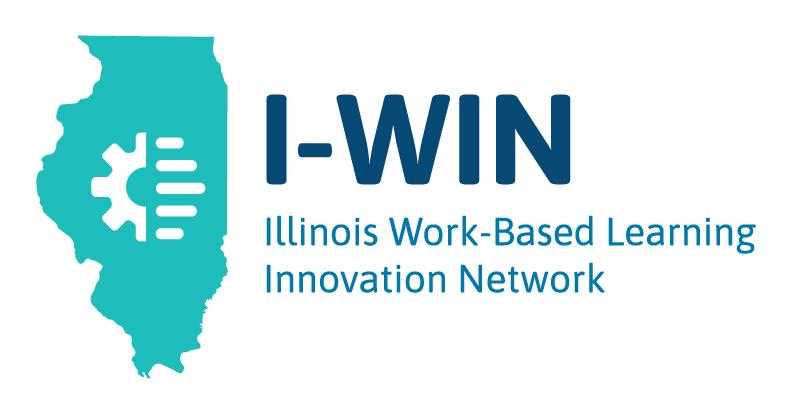 I-WIN
Illinois Work-Based Learning
Innovation Network